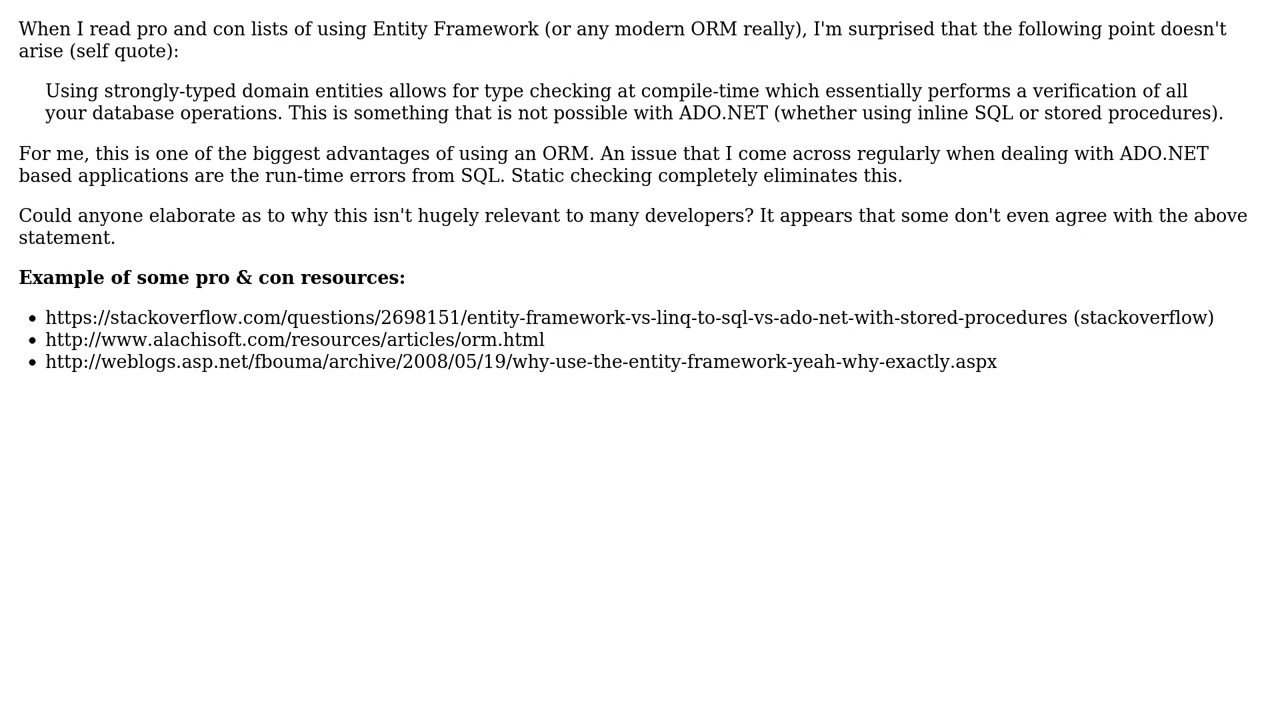 When I read pro and con lists of using Entity Framework (or any modern ORM really), I'm surprised that the following point doesn't
arise (self quote):
Using strongly-typed domain entities allows for type checking at compile-time which essentially performs a verification of all
your database operations. This is something that is not possible with ADO.NET (whether using inline SQL or stored procedures).
For me, this is one of the biggest advantages of using an ORM. An issue that I come across regularly when dealing with ADO.NET
based applications are the run-time errors from SQL. Static checking completely eliminates this.
Could anyone elaborate as to why this isn't hugely relevant to many developers? It appears that some don't even agree with the above
statement.
Example of some pro & con resources:
• https://stackoverflow.com/questions/2698151/entity-framework-vs-linq-to-sql-vs-ado-net-with-stored-procedures (stackoverflow)
• http://www.alachisoft.com/resources/articles/orm.html
• http://weblogs.asp.net/fbouma/archive/2008/05/19/why-use-the-entity-framework-yeah-why-exactly.aspx